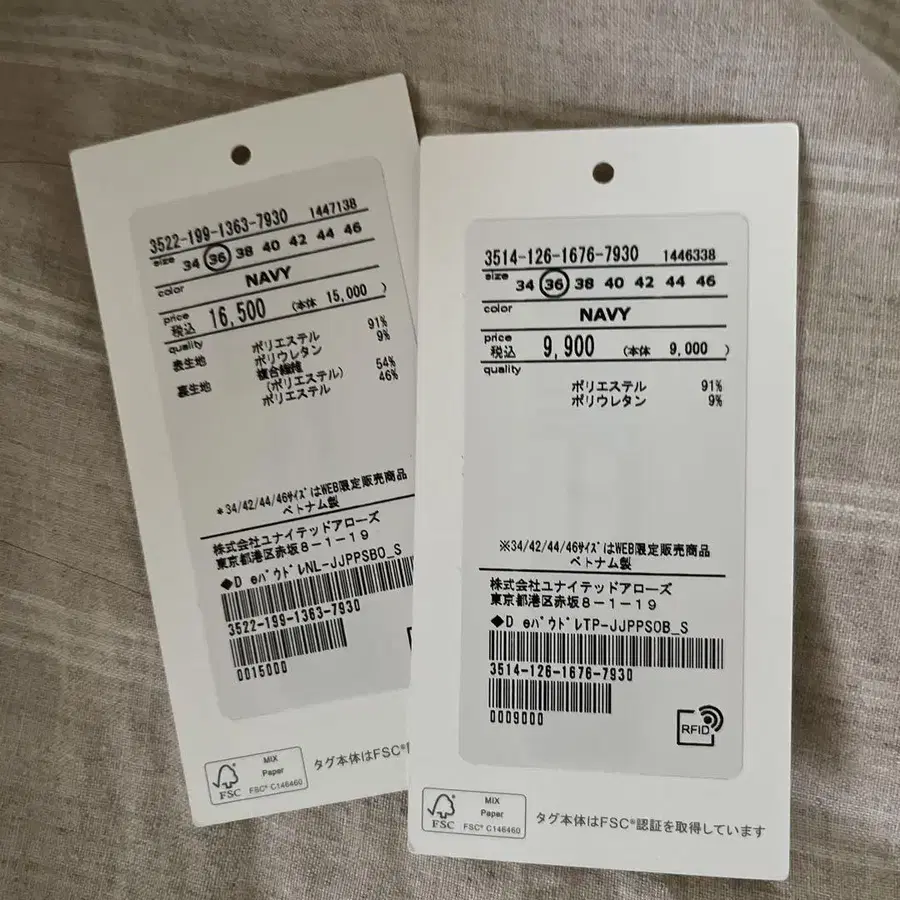 3522-199-1363-7930 1447138
size 34 36 38 40 42 44 46
color NAVY
price
税込 16,500 (本体 15,000 )
quality
表生地 ポリエステル 91%
ポリウレタン 9%
裏生地 複合繊維
(ポリエステル) 54%
ポリエステル 46%
*34/42/44/46ｻｲｽﾞはWEB限定販売商品
ベトナム製
株式会社ユナイテッドアローズ
東京都港区赤坂8-1-19
◆D eﾊﾟｳﾄﾞﾚNL-JJPPSBO_S
3522-199-1363-7930
0015000
FSC
MIX
Paper
FSC® C146460
タグ本体はFSC®認
3514-126-1676-7930 1446338
size 34 36 38 40 42 44 46
color NAVY
price
税込 9,900 (本体 9,000 )
quality
ポリエステル 91%
ポリウレタン 9%
※34/42/44/46ｻｲｽﾞはWEB限定販売商品
ベトナム製
株式会社ユナイテッドアローズ
東京都港区赤坂8-1-19
◆D eﾊﾟｳﾄﾞﾚTP-JJPPSOB_S
3514-126-1676-7930
0009000
RFID
FSC
MIX
Paper
FSC® C146460
タグ本体はFSC®認証を取得しています